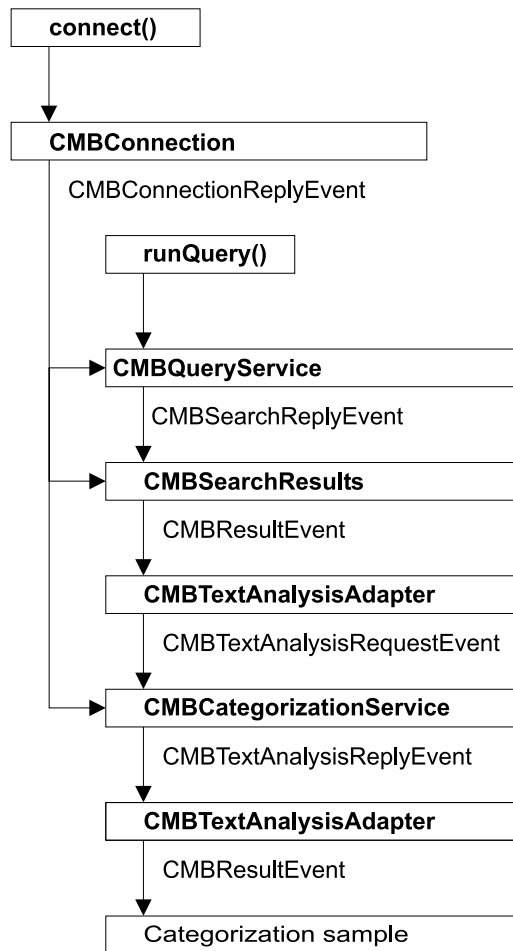 connect()
CMBConnection
CMBConnectionReplyEvent
runQuery()
CMBQueryService
CMBSearchReplyEvent
CMBSearchResults
CMBResultEvent
CMBTextAnalysisAdapter
CMBTextAnalysisRequestEvent
CMBCategorizationService
CMBTextAnalysisReplyEvent
CMBTextAnalysisAdapter
CMBResultEvent
Categorization sample